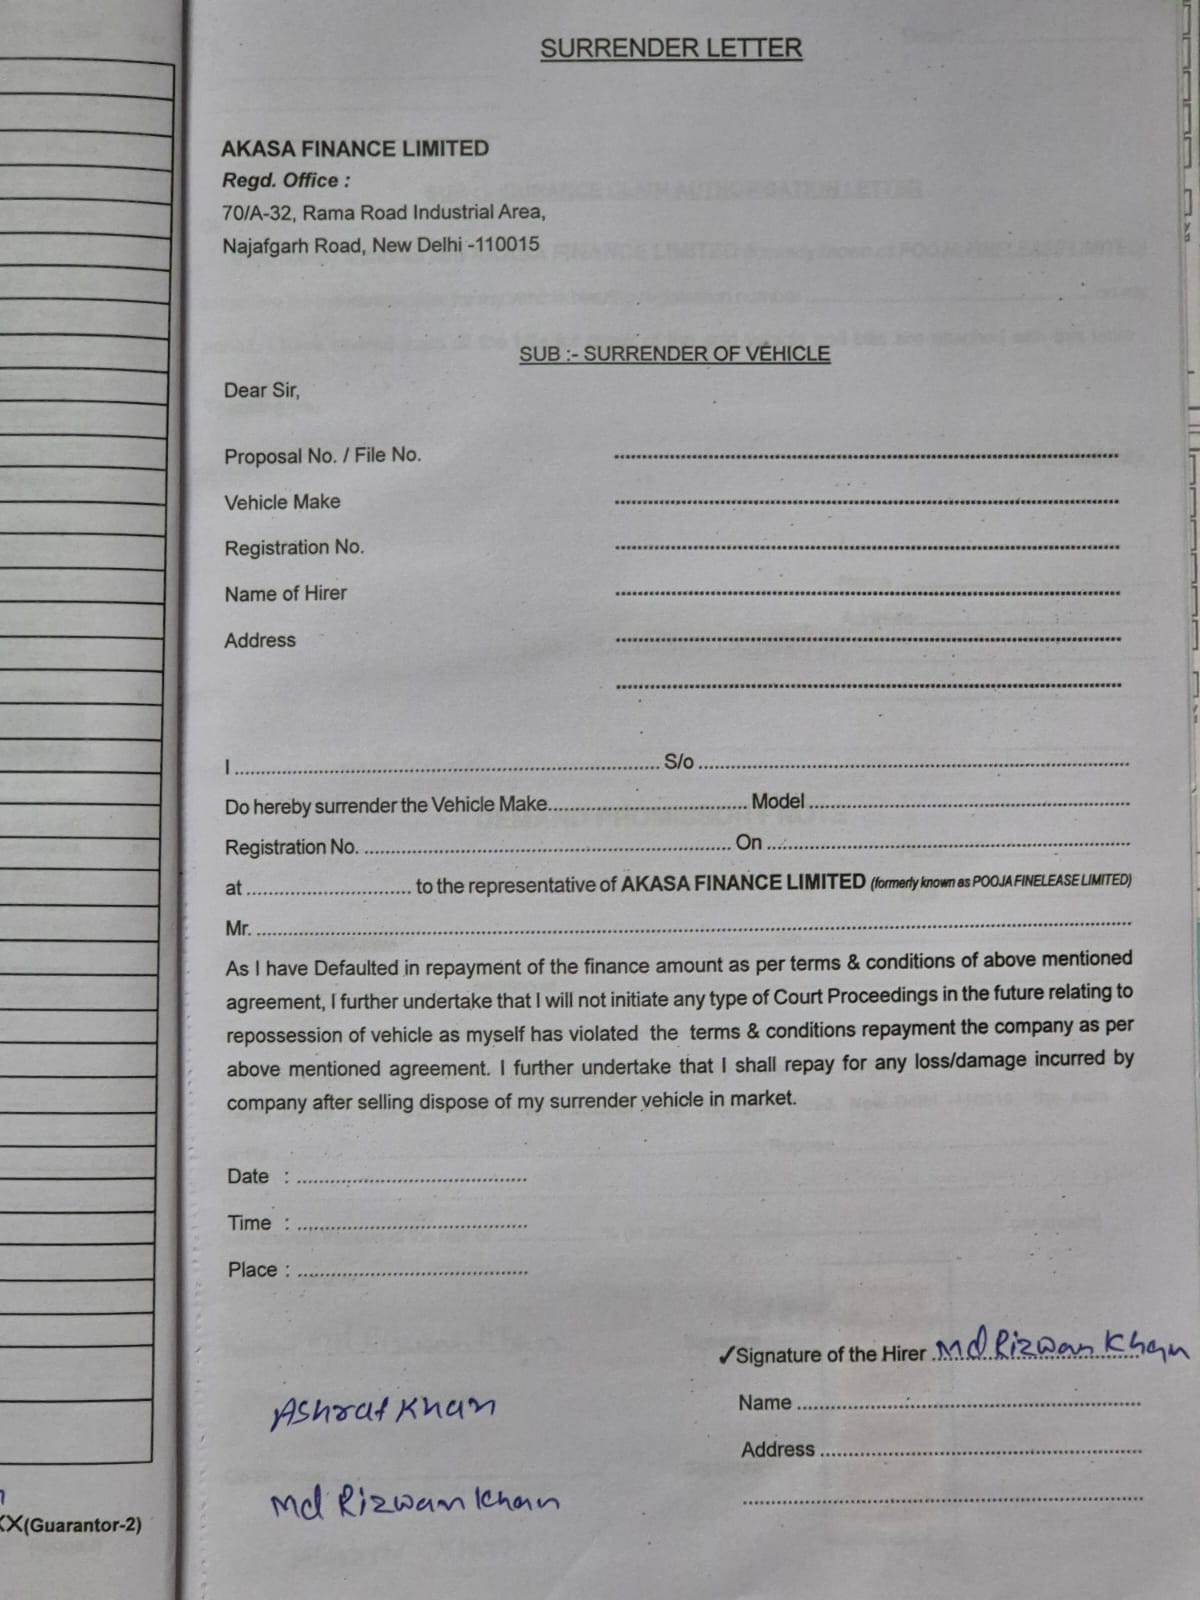 SURRENDER LETTER
AKASA FINANCE LIMITED
Regd. Office :
70/A-32, Rama Road Industrial Area,
Najafgarh Road, New Delhi -110015
SUB :- SURRENDER OF VEHICLE
Dear Sir,
Proposal No. / File No. ....................
Vehicle Make ....................
Registration No. ....................
Name of Hirer ....................
Address ....................
....................
I .................... S/o ....................
Do hereby surrender the Vehicle Make.................... Model ....................
Registration No. .................... On ....................
at .................... to the representative of AKASA FINANCE LIMITED (formerly known as POOJA FINELEASE LIMITED)
Mr. ....................
As I have Defaulted in repayment of the finance amount as per terms & conditions of above mentioned
agreement, I further undertake that I will not initiate any type of Court Proceedings in the future relating to
repossession of vehicle as myself has violated the terms & conditions repayment the company as per
above mentioned agreement. I further undertake that I shall repay for any loss/damage incurred by
company after selling dispose of my surrender vehicle in market.
Date : ....................
Time : ....................
Place : ....................
✓Signature of the Hirer Md Rizwan Khan
Name ....................
Ashraf Khan
Address ....................
Md Rizwan Khan
....................
X(Guarantor-2)